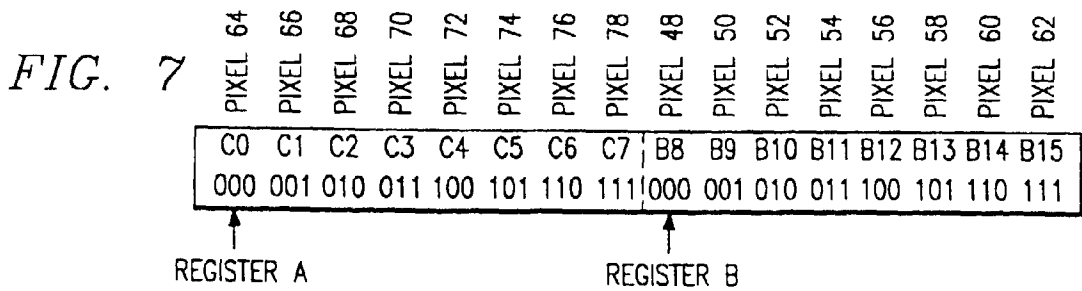 FIG. 7
PIXEL 64 PIXEL 66 PIXEL 68 PIXEL 70 PIXEL 72 PIXEL 74 PIXEL 76 PIXEL 78 PIXEL 48 PIXEL 50 PIXEL 52 PIXEL 54 PIXEL 56 PIXEL 58 PIXEL 60 PIXEL 62
C0 C1 C2 C3 C4 C5 C6 C7 B8 B9 B10 B11 B12 B13 B14 B15
000 001 010 011 100 101 110 111 000 001 010 011 100 101 110 111
REGISTER A REGISTER B